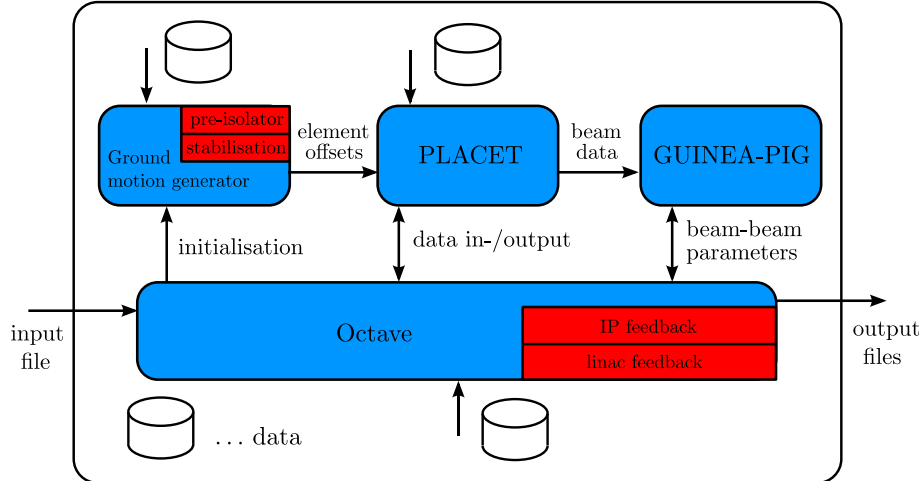 pre-isolator
stabilisation
Ground
motion generator
element
offsets
PLACET
beam
data
GUINEA-PIG
initialisation
data in-/output
beam-beam
parameters
input
file
Octave
IP feedback
linac feedback
output
files
... data